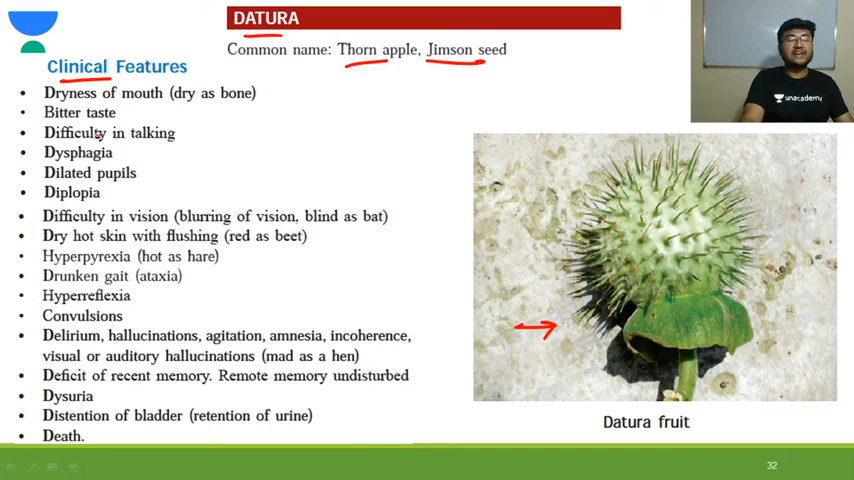 DATURA
Common name: Thorn apple, Jimson seed
Clinical Features
• Dryness of mouth (dry as bone)
• Bitter taste
• Difficulty in talking
• Dysphagia
• Dilated pupils
• Diplopia
• Difficulty in vision (blurring of vision, blind as bat)
• Dry hot skin with flushing (red as beet)
• Hyperpyrexia (hot as hare)
• Drunken gait (ataxia)
• Hyperreflexia
• Convulsions
• Delirium, hallucinations, agitation, amnesia, incoherence,
visual or auditory hallucinations (mad as a hen)
• Deficit of recent memory. Remote memory undisturbed
• Dysuria
• Distention of bladder (retention of urine)
• Death.
unacademy
Datura fruit
32